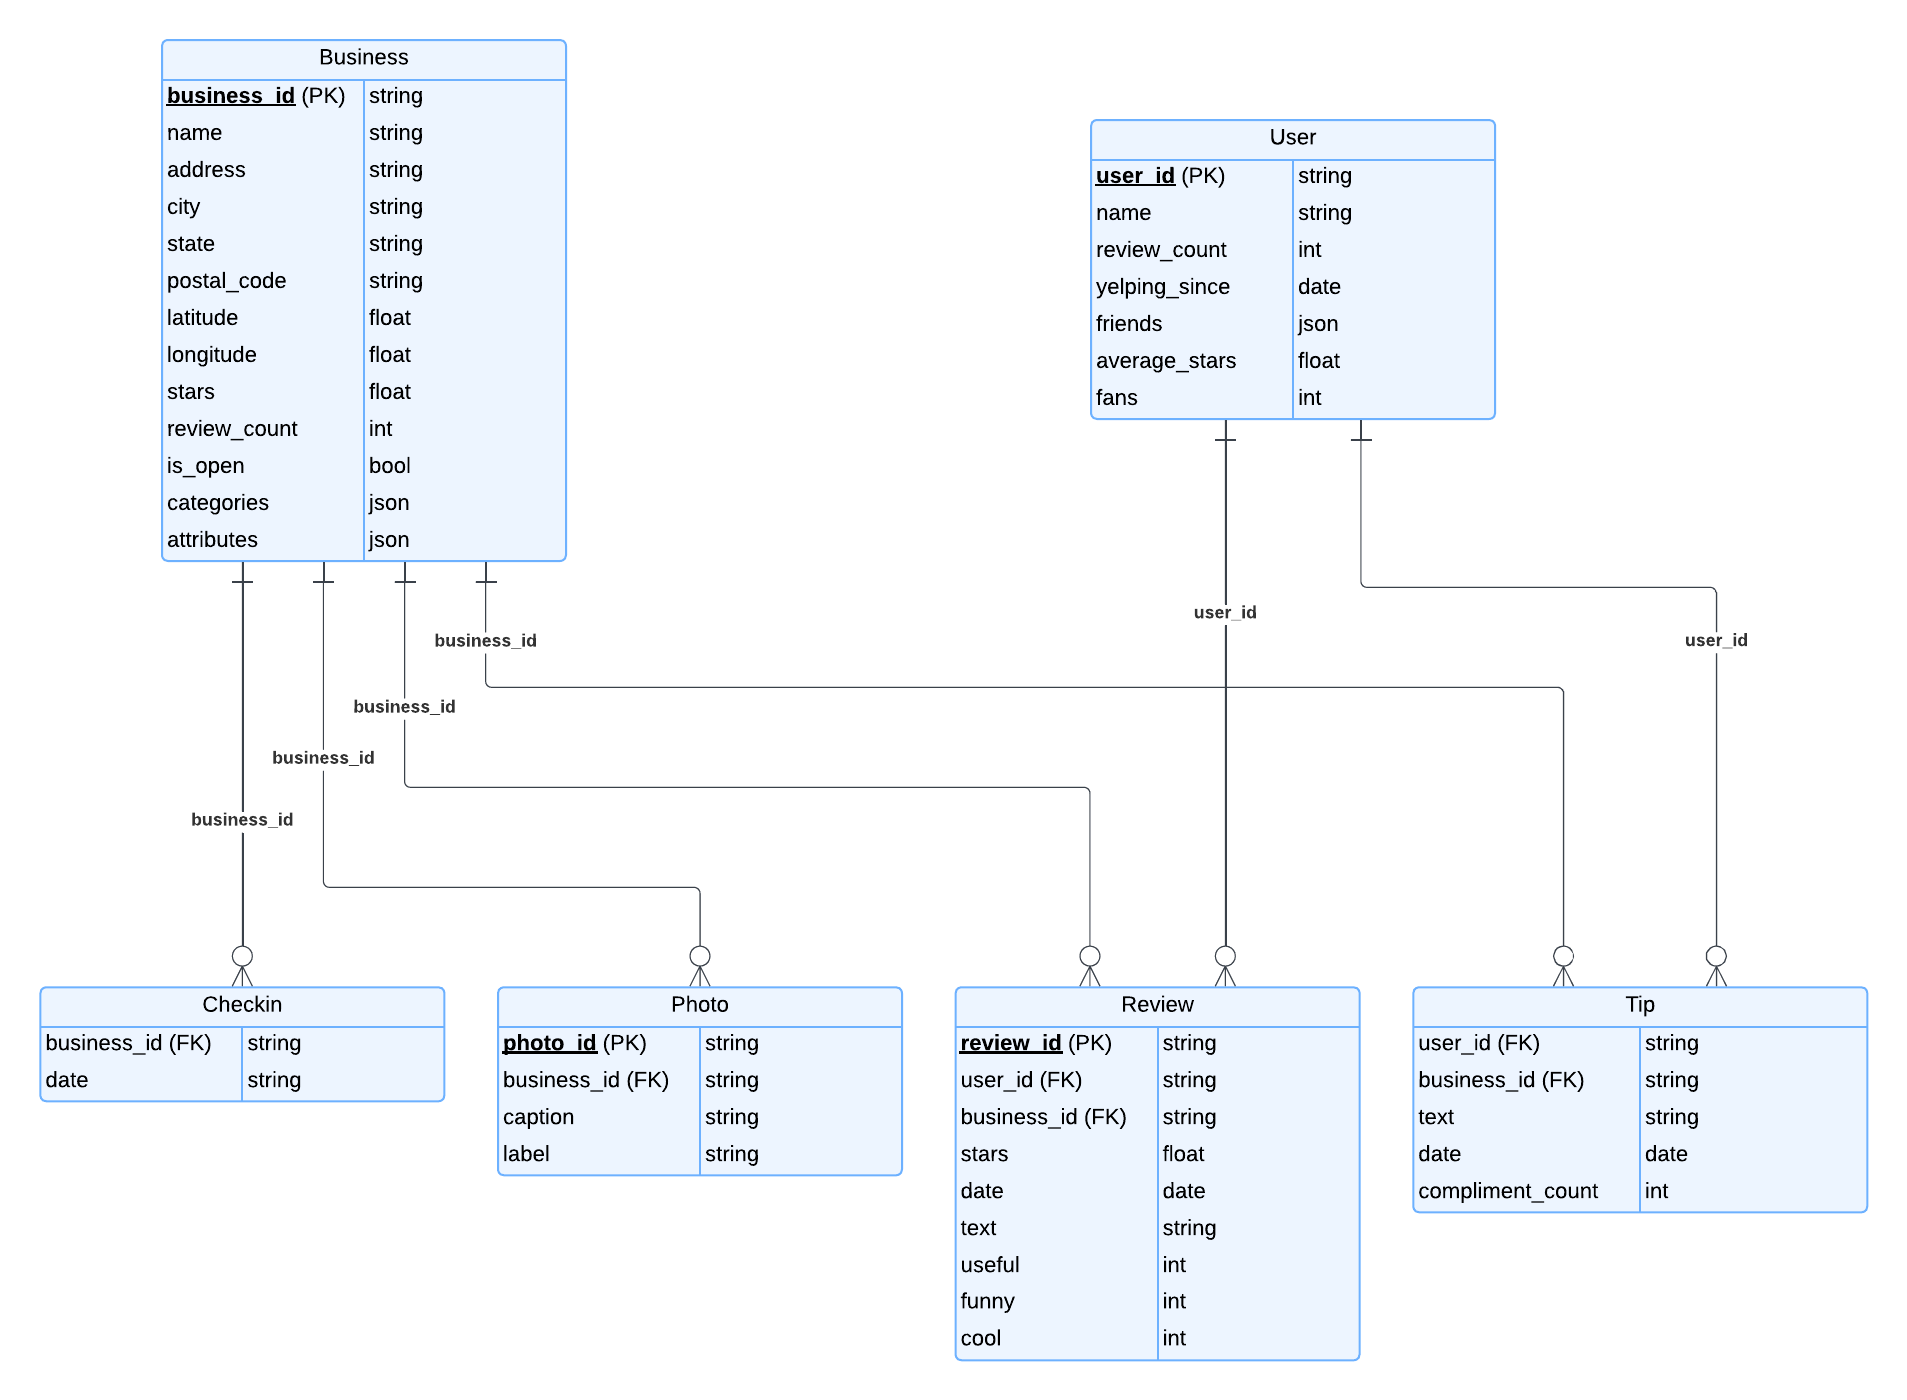 Business
business_id (PK) string
name string
address string
city string
state string
postal_code string
latitude float
longitude float
stars float
review_count int
is_open bool
categories json
attributes json
User
user_id (PK) string
name string
review_count int
yelping_since date
friends json
average_stars float
fans int
user_id
business_id
user_id
business_id
business_id
business_id
Checkin
business_id (FK) string
date string
Photo
photo_id (PK) string
business_id (FK) string
caption string
label string
Review
review_id (PK) string
user_id (FK) string
business_id (FK) string
stars float
date date
text string
useful int
funny int
cool int
Tip
user_id (FK) string
business_id (FK) string
text string
date date
compliment_count int